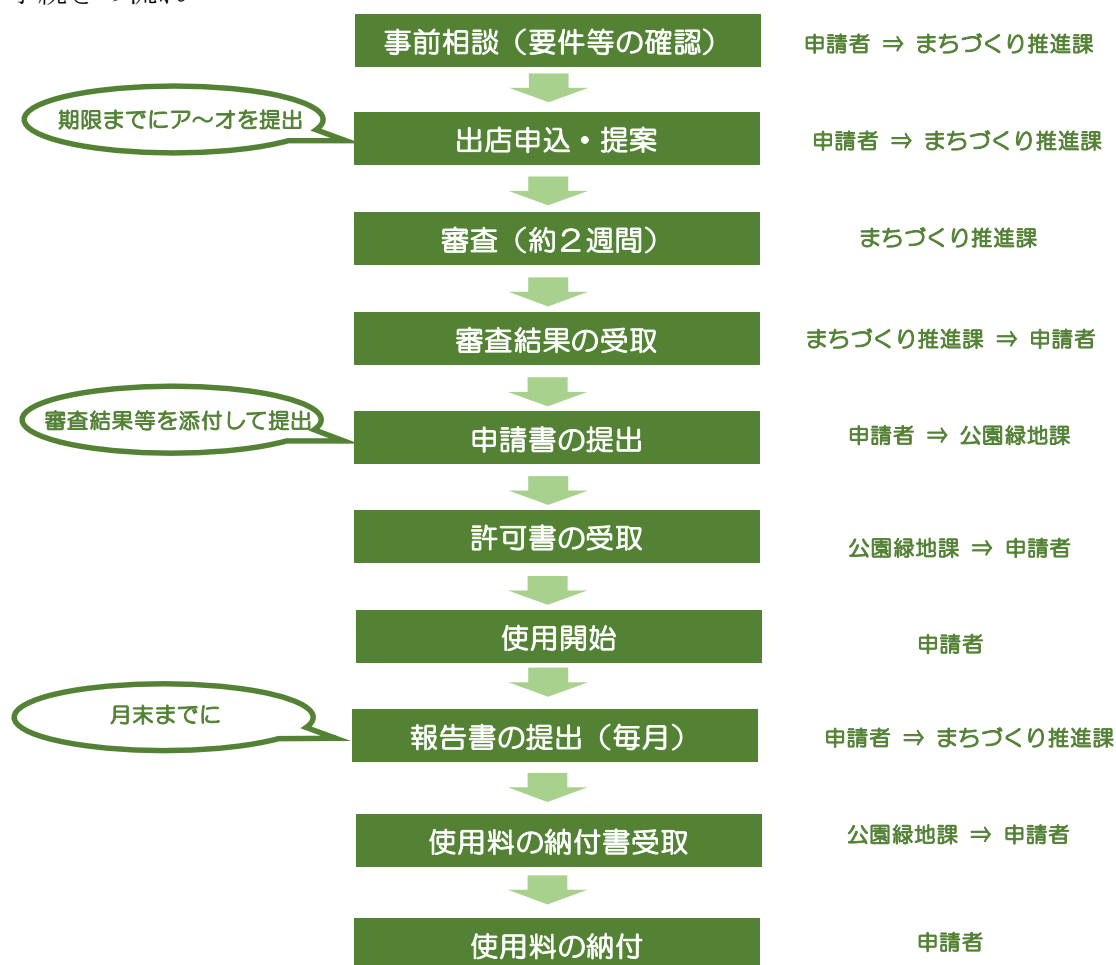 事前相談（要件等の確認）
申請者 ⇒ まちづくり推進課
期限までにア～オを提出
出店申込・提案
申請者 ⇒ まちづくり推進課
審査（約２週間）
まちづくり推進課
審査結果の受取
まちづくり推進課 ⇒ 申請者
審査結果等を添付して提出
申請書の提出
申請者 ⇒ 公園緑地課
許可書の受取
公園緑地課 ⇒ 申請者
使用開始
申請者
月末までに
報告書の提出（毎月）
申請者 ⇒ まちづくり推進課
使用料の納付書受取
公園緑地課 ⇒ 申請者
使用料の納付
申請者